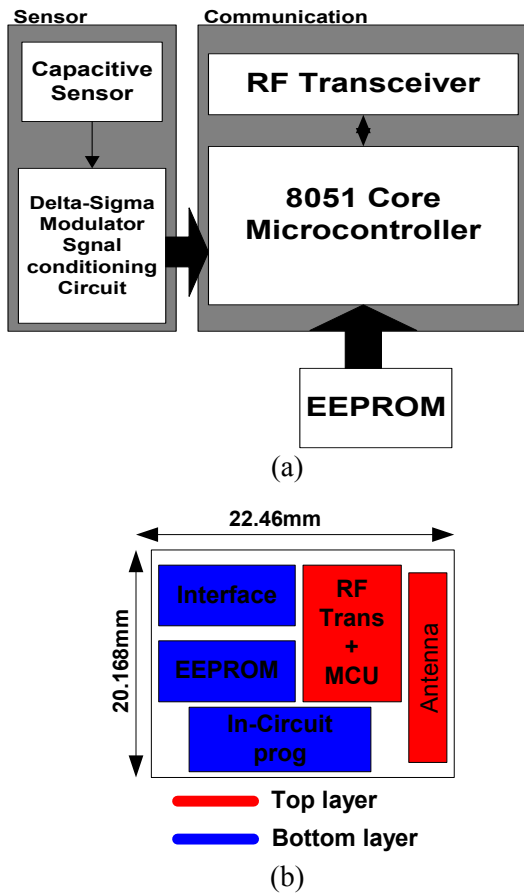 Sensor
Communication
Capacitive
Sensor
Delta-Sigma
Modulator
Sgnal
conditioning
Circuit
RF Transceiver
8051 Core
Microcontroller
EEPROM
(a)
22.46mm
20.168mm
Interface
EEPROM
In-Circuit
prog
RF
Trans
+
MCU
Antenna
Top layer
Bottom layer
(b)